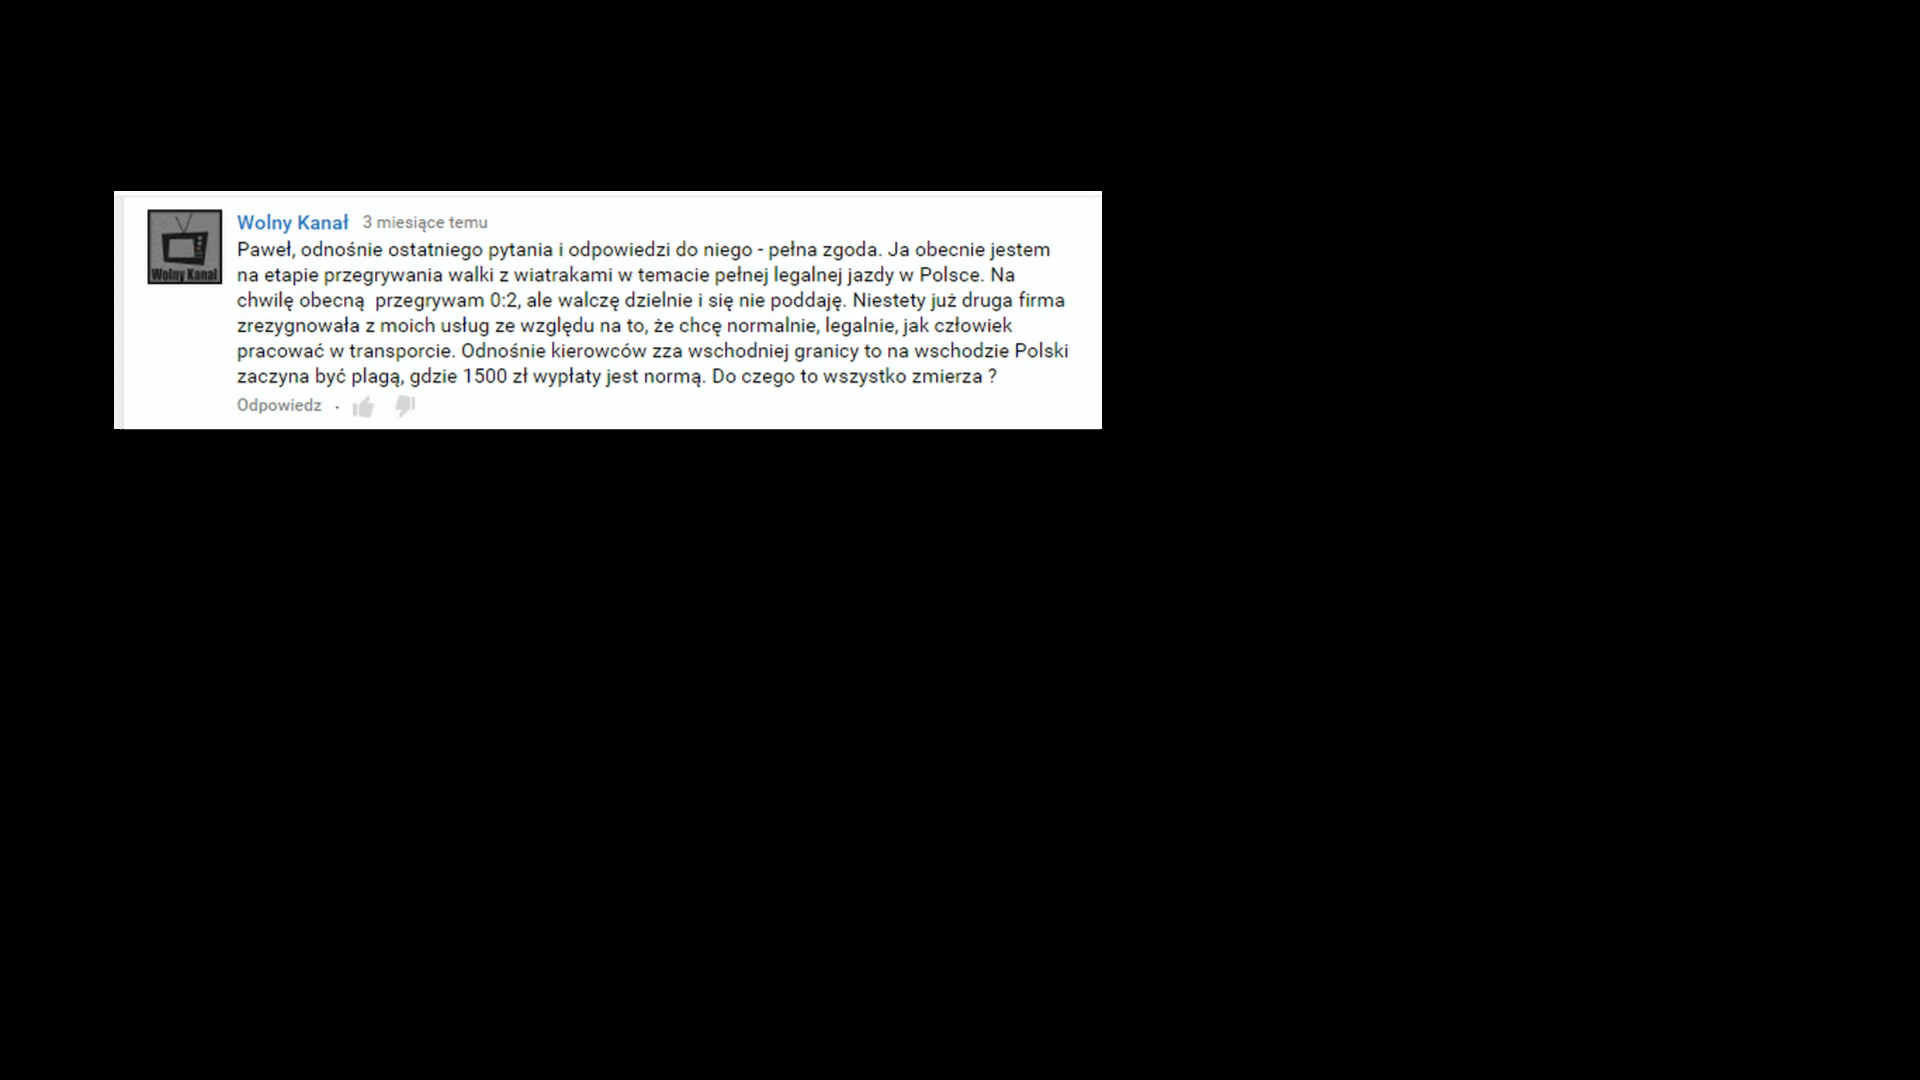 Wolny Kanał
Wolny Kanał 3 miesiące temu
Paweł, odnośnie ostatniego pytania i odpowiedzi do niego - pełna zgoda. Ja obecnie jestem
na etapie przegrywania walki z wiatrakami w temacie pełnej legalnej jazdy w Polsce. Na
chwilę obecną  przegrywam 0:2, ale walczę dzielnie i się nie poddaję. Niestety już druga firma
zrezygnowała z moich usług ze względu na to, że chcę normalnie, legalnie, jak człowiek
pracować w transporcie. Odnośnie kierowców zza wschodniej granicy to na wschodzie Polski
zaczyna być plagą, gdzie 1500 zł wypłaty jest normą. Do czego to wszystko zmierza ?
Odpowiedz ·